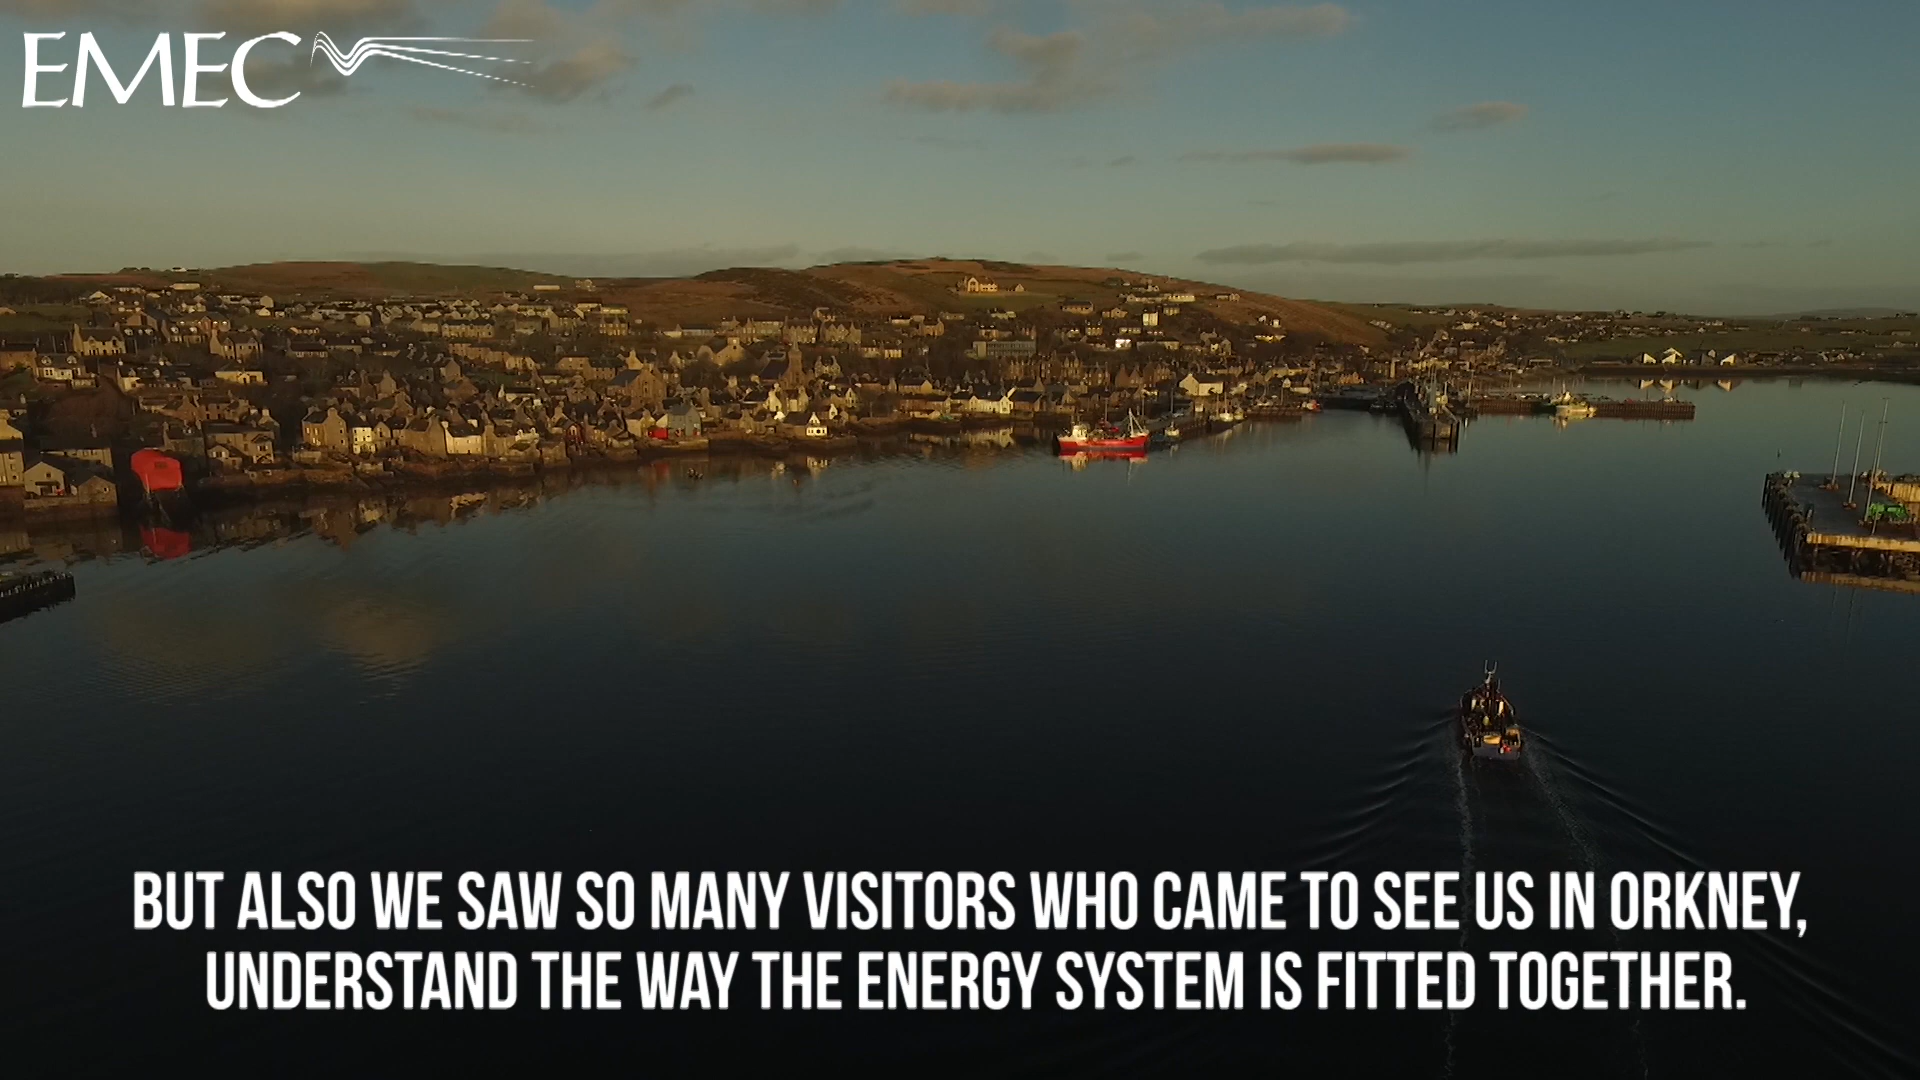 EMEC
BUT ALSO WE SAW SO MANY VISITORS WHO CAME TO SEE US IN ORKNEY,
UNDERSTAND THE WAY THE ENERGY SYSTEM IS FITTED TOGETHER.